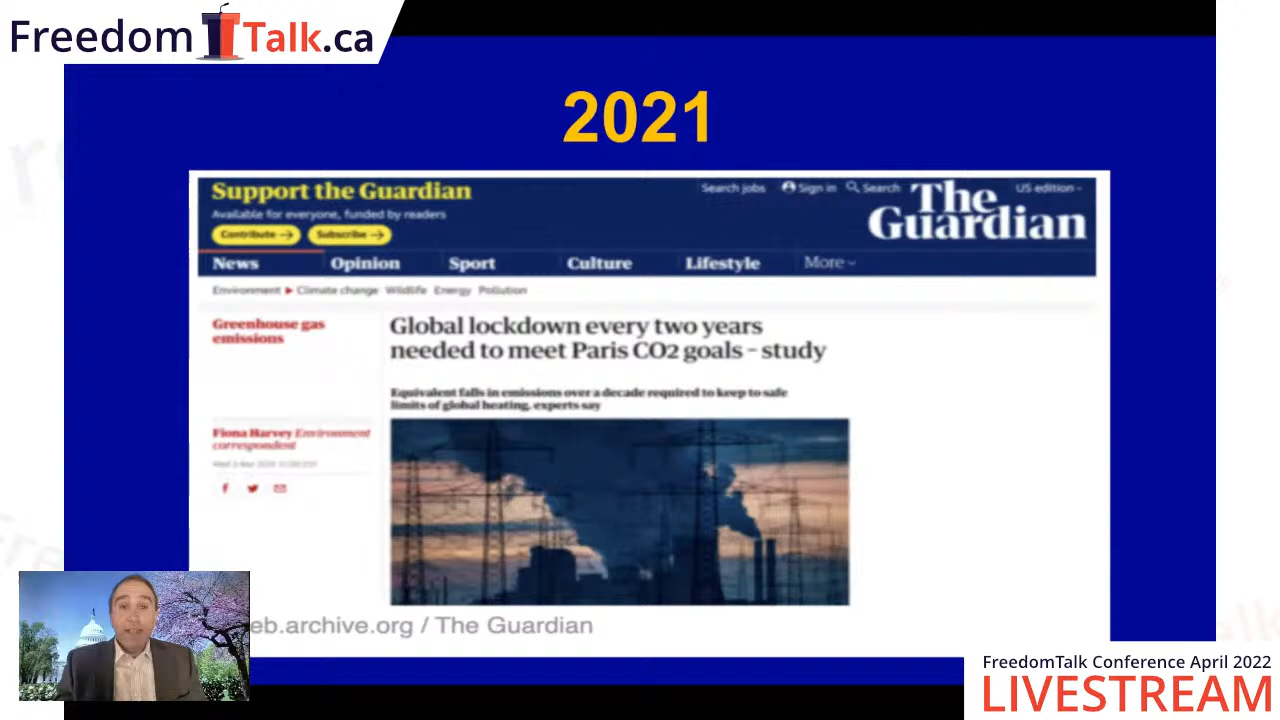 FreedomTalk.ca
2021
Support the Guardian
Available for everyone, funded by readers
Contribute →
Subscribe →
Search jobs
Sign in
Search
US edition
The Guardian
News
Opinion
Sport
Culture
Lifestyle
More
Environment ▶ Climate change Wildlife Energy Pollution
Greenhouse gas
emissions
Global lockdown every two years
needed to meet Paris CO2 goals – study
Equivalent falls in emissions over a decade required to keep to safe
limits of global heating, experts say
Fiona Harvey Environment
correspondent
eb.archive.org / The Guardian
FreedomTalk Conference April 2022
LIVESTREAM